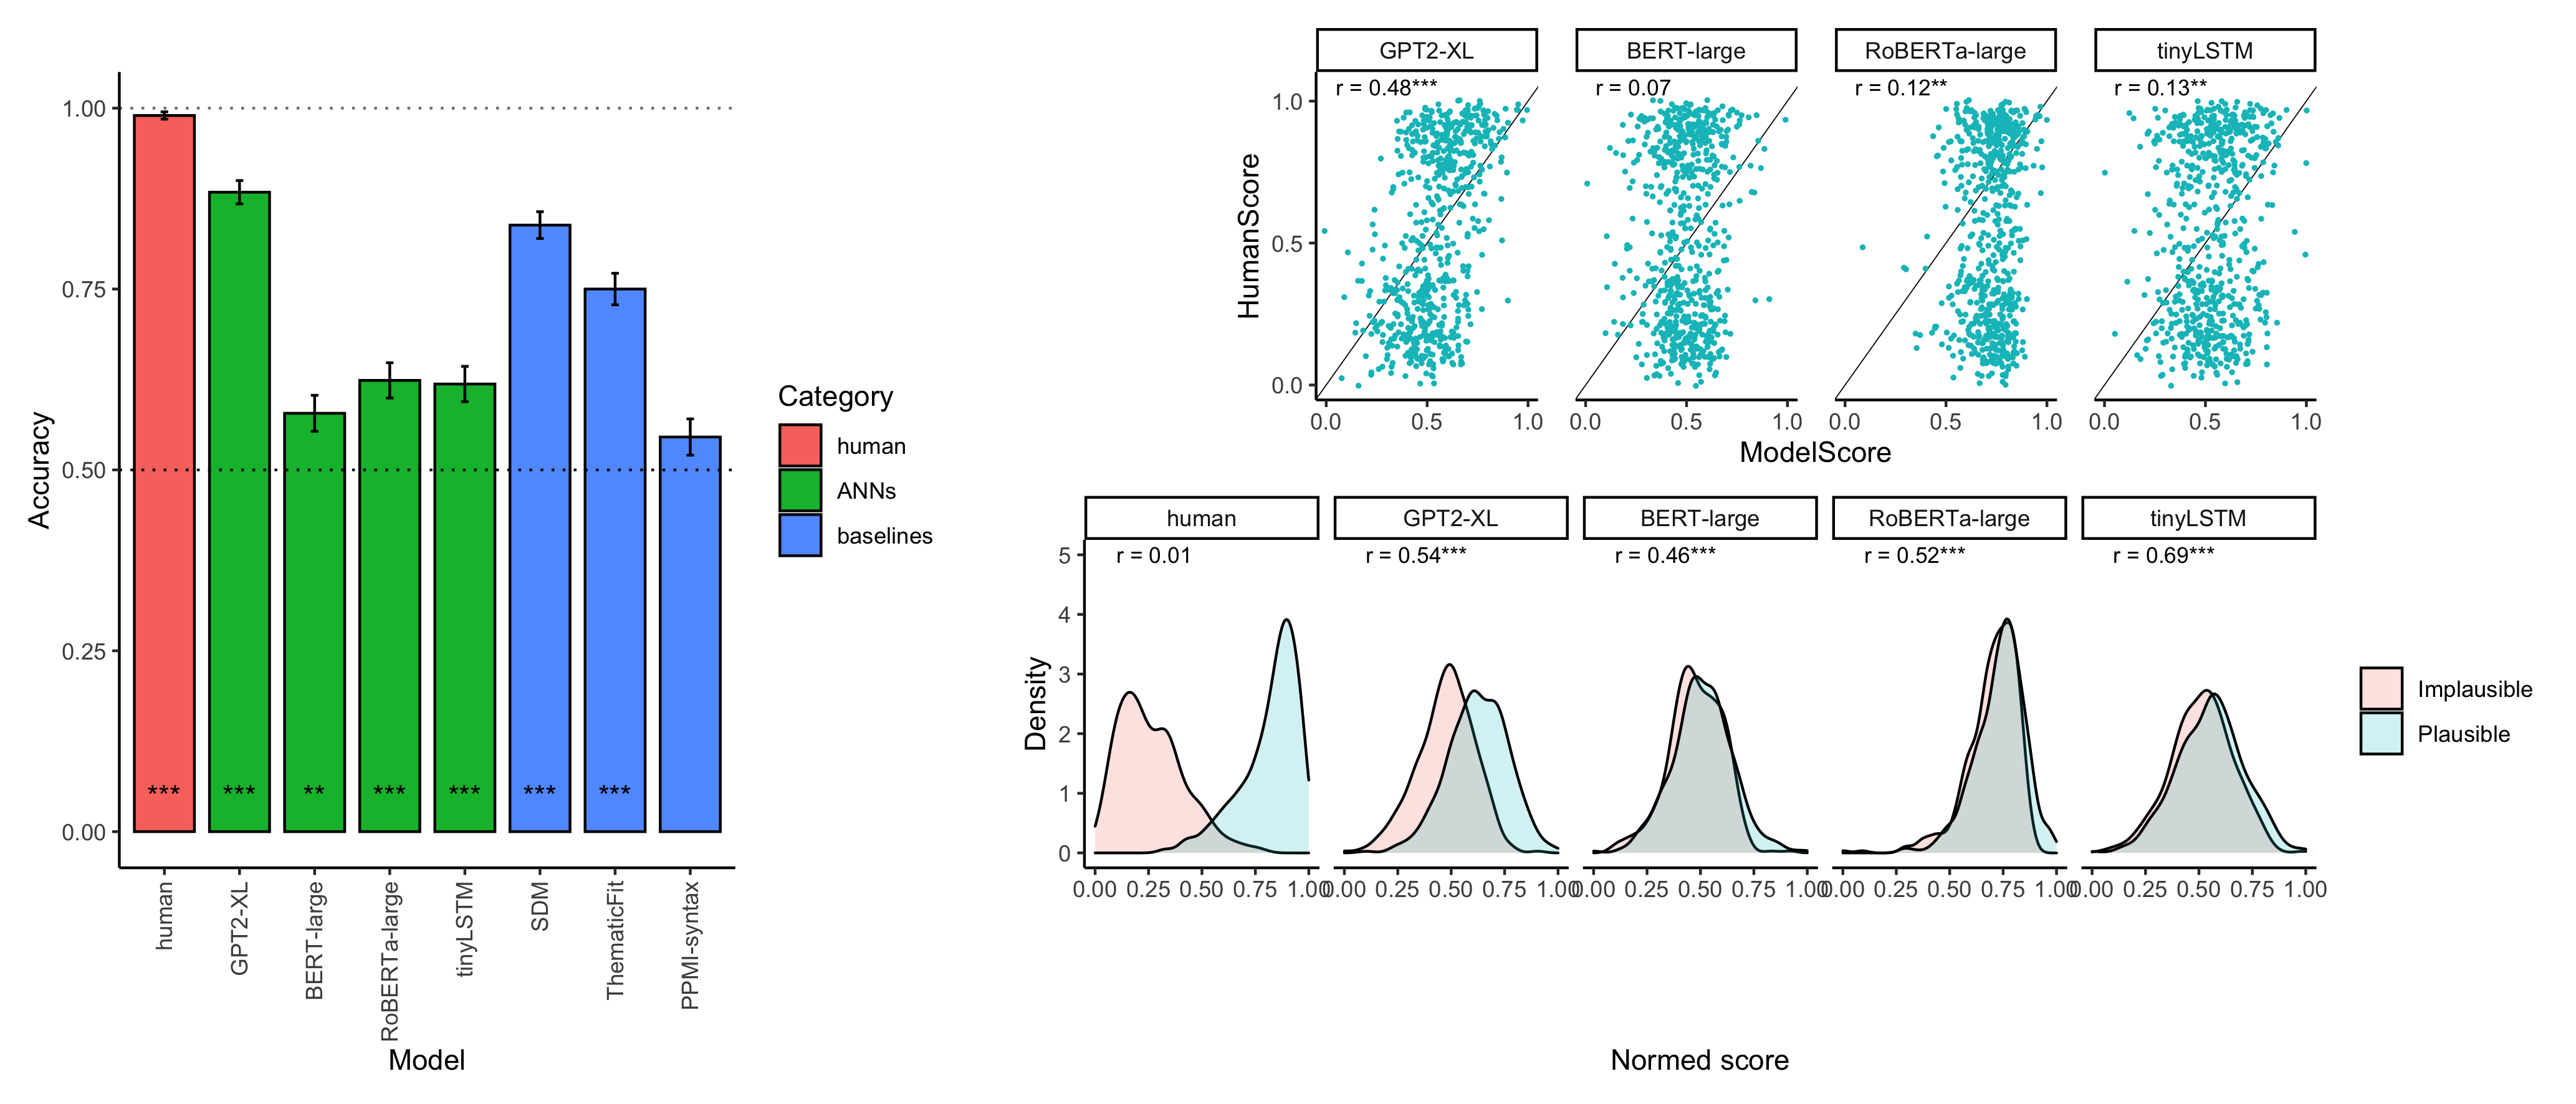 1.00
0.75
0.50
0.25
0.00
Accuracy
*** *** ** *** *** *** ***
human GPT2-XL BERT-large RoBERTa-large tinyLSTM SDM ThematicFit PPMI-syntax
Model
Category
human
ANNs
baselines
GPT2-XL BERT-large RoBERTa-large tinyLSTM
r = 0.48*** r = 0.07 r = 0.12** r = 0.13**
1.0
0.5
0.0
HumanScore
0.0 0.5 1.0 0.0 0.5 1.0 0.0 0.5 1.0 0.0 0.5 1.0
ModelScore
human GPT2-XL BERT-large RoBERTa-large tinyLSTM
r = 0.01 r = 0.54*** r = 0.46*** r = 0.52*** r = 0.69***
5
4
3
2
1
0
Density
0.00 0.25 0.50 0.75 1.00 0.00 0.25 0.50 0.75 1.00 0.00 0.25 0.50 0.75 1.00 0.00 0.25 0.50 0.75 1.00 0.00 0.25 0.50 0.75 1.00
Normed score
Implausible
Plausible